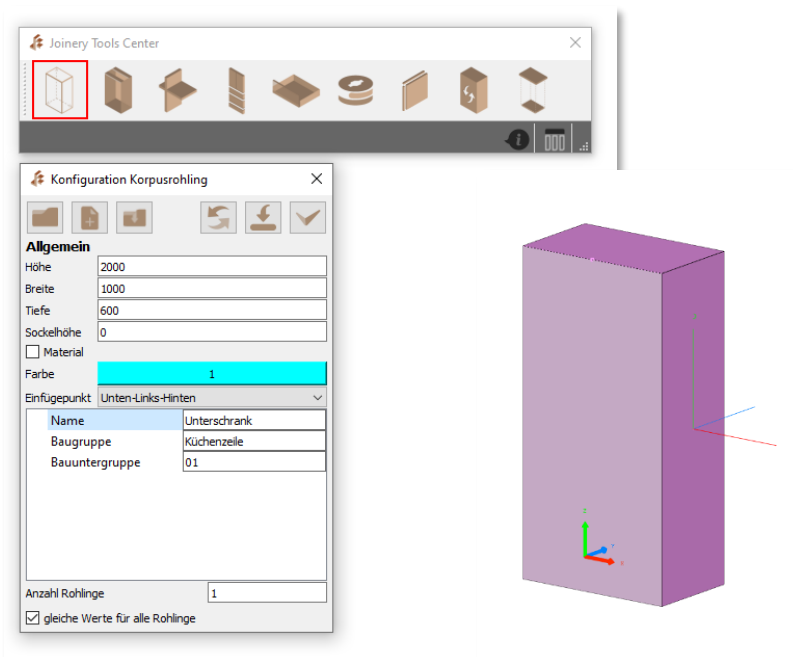 Joinery Tools Center
Konfiguration Korpusrohling
Allgemein
Höhe 2000
Breite 1000
Tiefe 600
Sockelhöhe 0
Material
Farbe 1
Einfügepunkt Unten-Links-Hinten
Name Unterschrank
Baugruppe Küchenzeile
Bauuntergruppe 01
Anzahl Rohlinge 1
gleiche Werte für alle Rohlinge